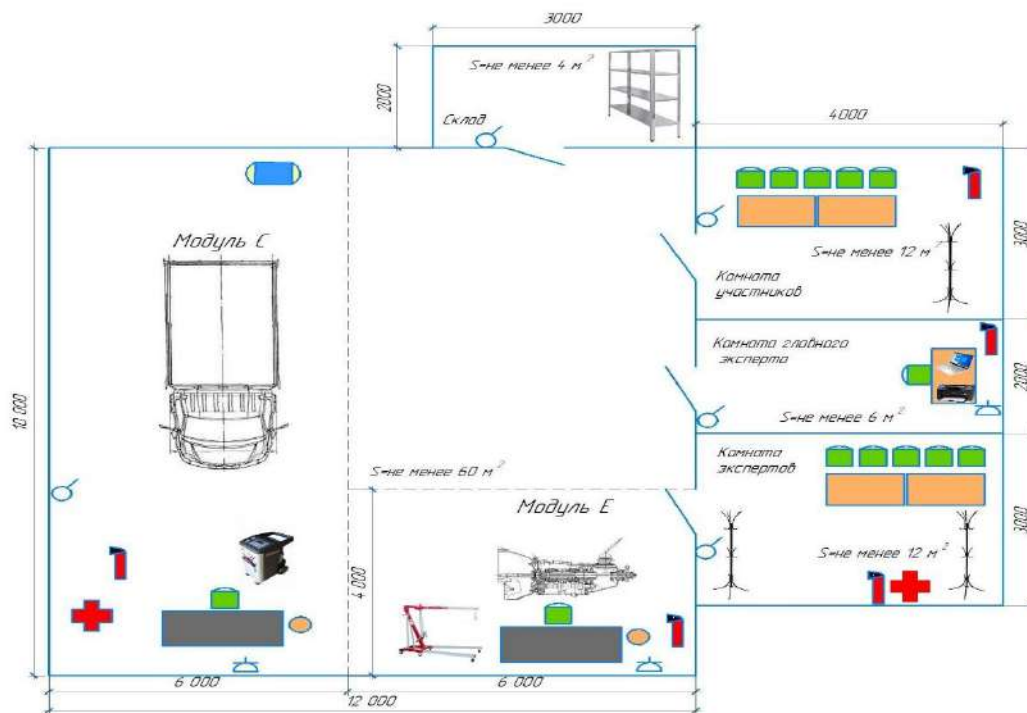 3000
S=не менее 4 м²
2000
Склад
4000
Модуль С
3000
S=не менее 12 м²
Комната
участников
Комната главного
эксперта
2000
S=не менее 6 м²
10 000
Комната
экспертов
S=не менее 60 м²
Модуль Е
3000
S=не менее 12 м²
4 000
6 000
6 000
12 000